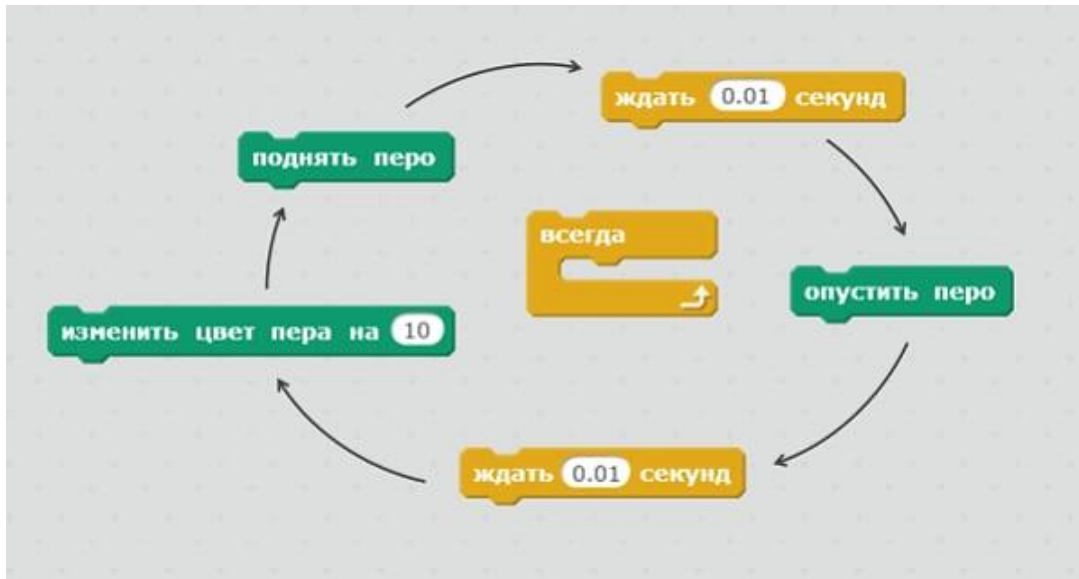 ждать 0.01 секунд
поднять перо
всегда
опустить перо
изменить цвет пера на 10
ждать 0.01 секунд